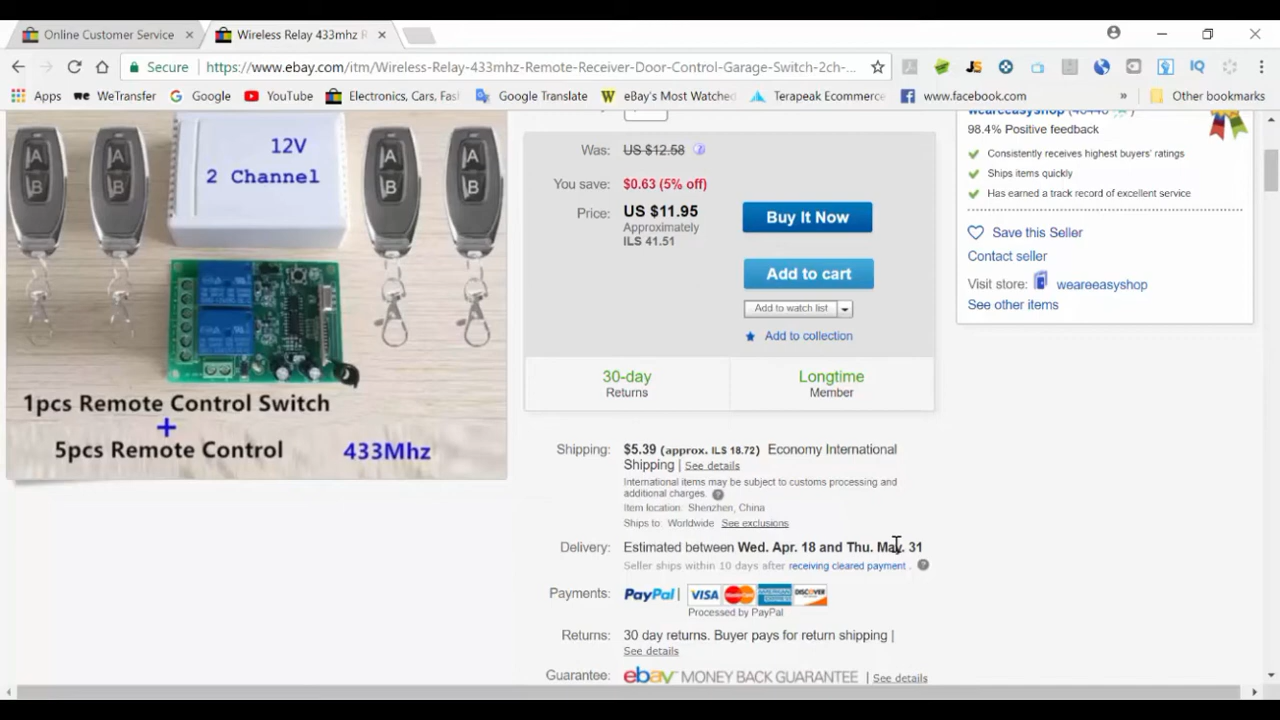 Online Customer Service
Wireless Relay 433mhz R
Secure
https://www.ebay.com/itm/Wireless-Relay-433mhz-Remote-Receiver-Door-Control-Garage-Switch-2ch-...
Apps
WeTransfer
Google
YouTube
Electronics, Cars, Fas
Google Translate
eBay's Most Watched
Terapeak Ecommerce
www.facebook.com
»
Other bookmarks
A
B
A
B
12V
2 Channel
A
B
A
B
1pcs Remote Control Switch
+
5pcs Remote Control 433Mhz
Was: US $12.58
You save: $0.63 (5% off)
Price: US $11.95
Approximately
ILS 41.51
Buy It Now
Add to cart
Add to watch list
Add to collection
30-day
Returns
Longtime
Member
Shipping: $5.39 (approx. ILS 18.72) Economy International
Shipping | See details
International items may be subject to customs processing and
additional charges.
Item location: Shenzhen, China
Ships to: Worldwide See exclusions
Delivery: Estimated between Wed. Apr. 18 and Thu. May. 31
Seller ships within 10 days after receiving cleared payment .
Payments: PayPal | VISA MasterCard AMERICAN EXPRESS DISCOVER
Processed by PayPal
Returns: 30 day returns. Buyer pays for return shipping |
See details
Guarantee: ebay MONEY BACK GUARANTEE | See details
weareeasyshop
98.4% Positive feedback
Consistently receives highest buyers' ratings
Ships items quickly
Has earned a track record of excellent service
Save this Seller
Contact seller
Visit store: weareeasyshop
See other items